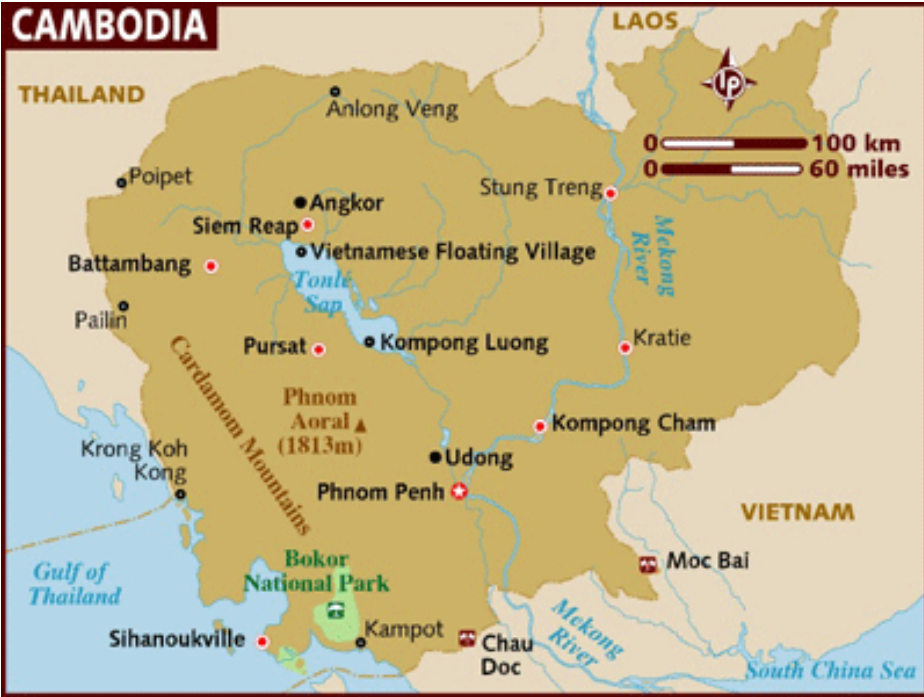 CAMBODIA
LAOS
THAILAND
lp
Anlong Veng
0 100 km
0 60 miles
Poipet
Stung Treng
Angkor
Siem Reap
Mekong
River
Vietnamese Floating Village
Battambang
Tonlé
Sap
Pailin
Pursat
Kompong Luong
Kratie
Cardamom Mountains
Phnom
Aoral
(1813m)
Kompong Cham
Krong Koh
Kong
Udong
Phnom Penh
VIETNAM
Moc Bai
Gulf of
Thailand
Bokor
National Park
Mekong
River
Sihanoukville
Kampot
Chau
Doc
South China Sea